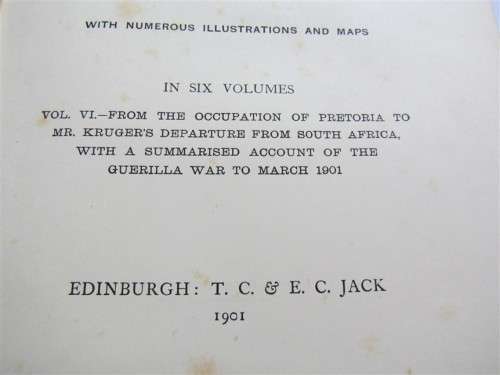 WITH NUMEROUS ILLUSTRATIONS AND MAPS
IN SIX VOLUMES
VOL. VI.—FROM THE OCCUPATION OF PRETORIA TO
MR. KRUGER'S DEPARTURE FROM SOUTH AFRICA,
WITH A SUMMARISED ACCOUNT OF THE
GUERILLA WAR TO MARCH 1901
EDINBURGH: T. C. & E. C. JACK
1901